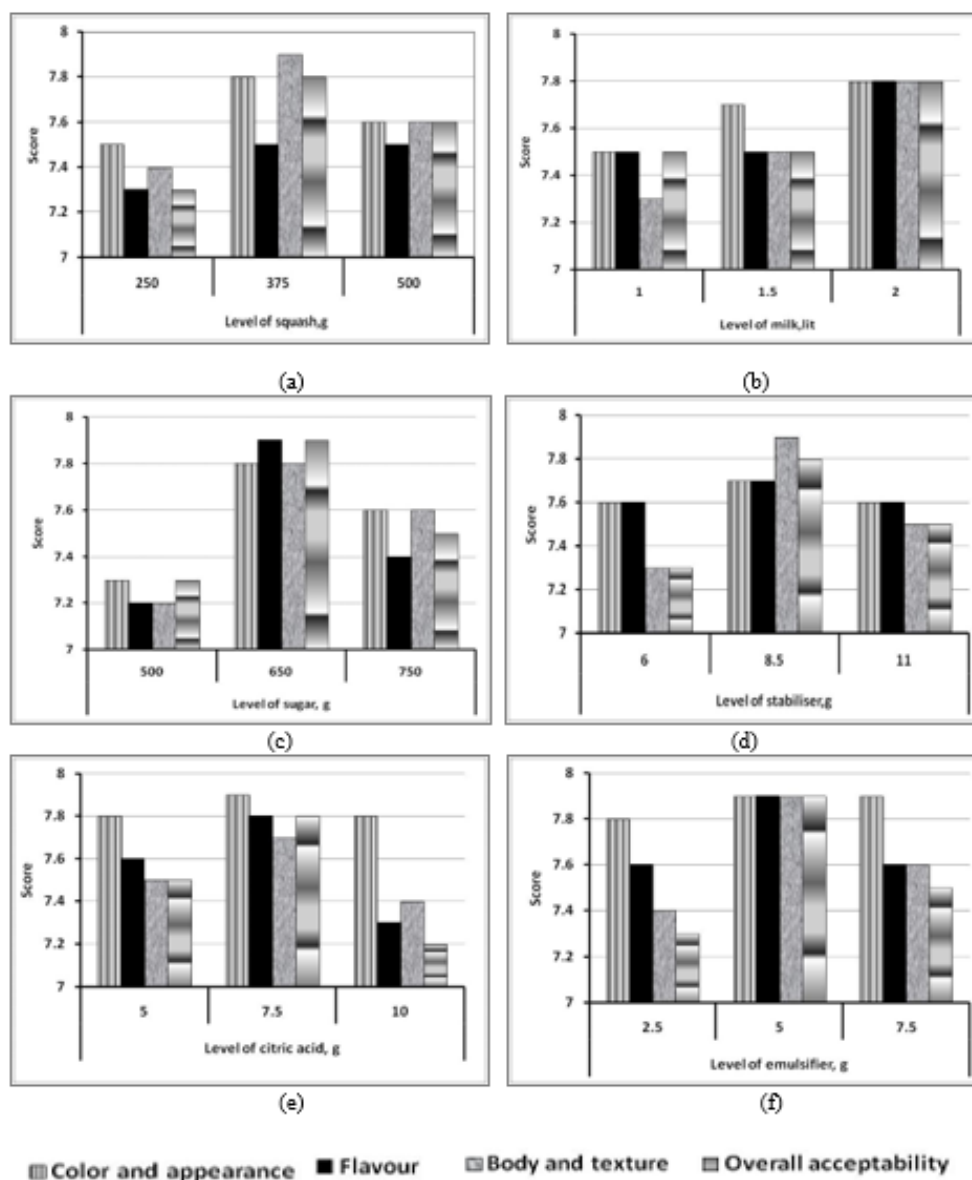 8 8
7.8 7.8
7.6 7.6
Score Score
7.4 7.4
7.2 7.2
7 7
250 375 500 1 1.5 2
Level of squash,g Level of milk,lit
(a) (b)
8 8
7.8 7.8
7.6 7.6
Score Score
7.4 7.4
7.2 7.2
7 7
500 650 750 6 8.5 11
Level of sugar, g Level of stabiliser,g
(c) (d)
8 8
7.8 7.8
7.6 7.6
Score Score
7.4 7.4
7.2 7.2
7 7
5 7.5 10 2.5 5 7.5
Level of citric acid, g Level of emulsifier, g
(e) (f)
Color and appearance Flavour Body and texture Overall acceptability